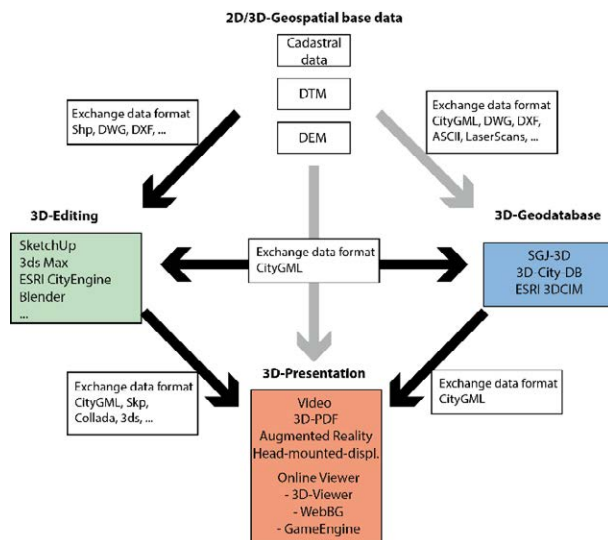 2D/3D-Geospatial base data
Cadastral
data
DTM
DEM
Exchange data format
Shp, DWG, DXF, ...
Exchange data format
CityGML, DWG, DXF,
ASCII, LaserScans, ...
3D-Editing
SketchUp
3ds Max
ESRI CityEngine
Blender
...
Exchange data format
CityGML
3D-Geodatabase
SGJ-3D
3D-City-DB
ESRI 3DCIM
Exchange data format
CityGML, Skp,
Collada, 3ds, ...
Exchange data format
CityGML
3D-Presentation
Video
3D-PDF
Augmented Reality
Head-mounted-displ.
Online Viewer
- 3D-Viewer
- WebBG
- GameEngine